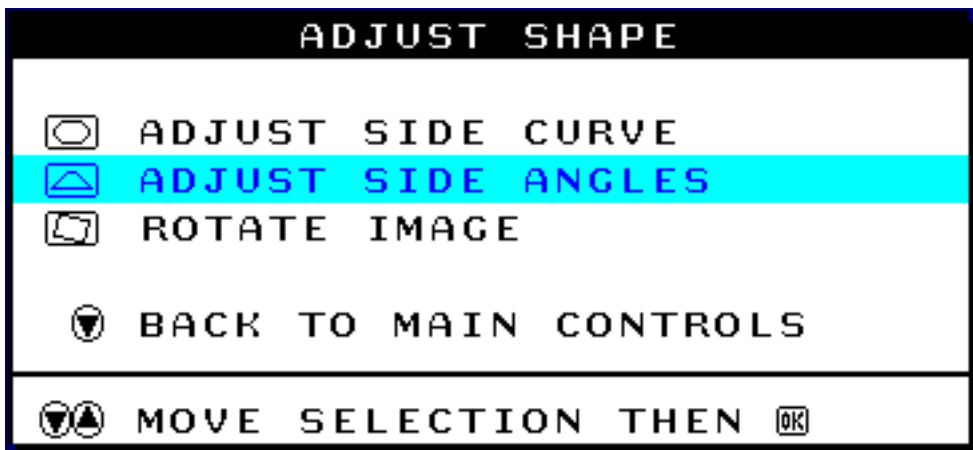 ADJUST SHAPE
ADJUST SIDE CURVE
ADJUST SIDE ANGLES
ROTATE IMAGE
BACK TO MAIN CONTROLS
MOVE SELECTION THEN OK